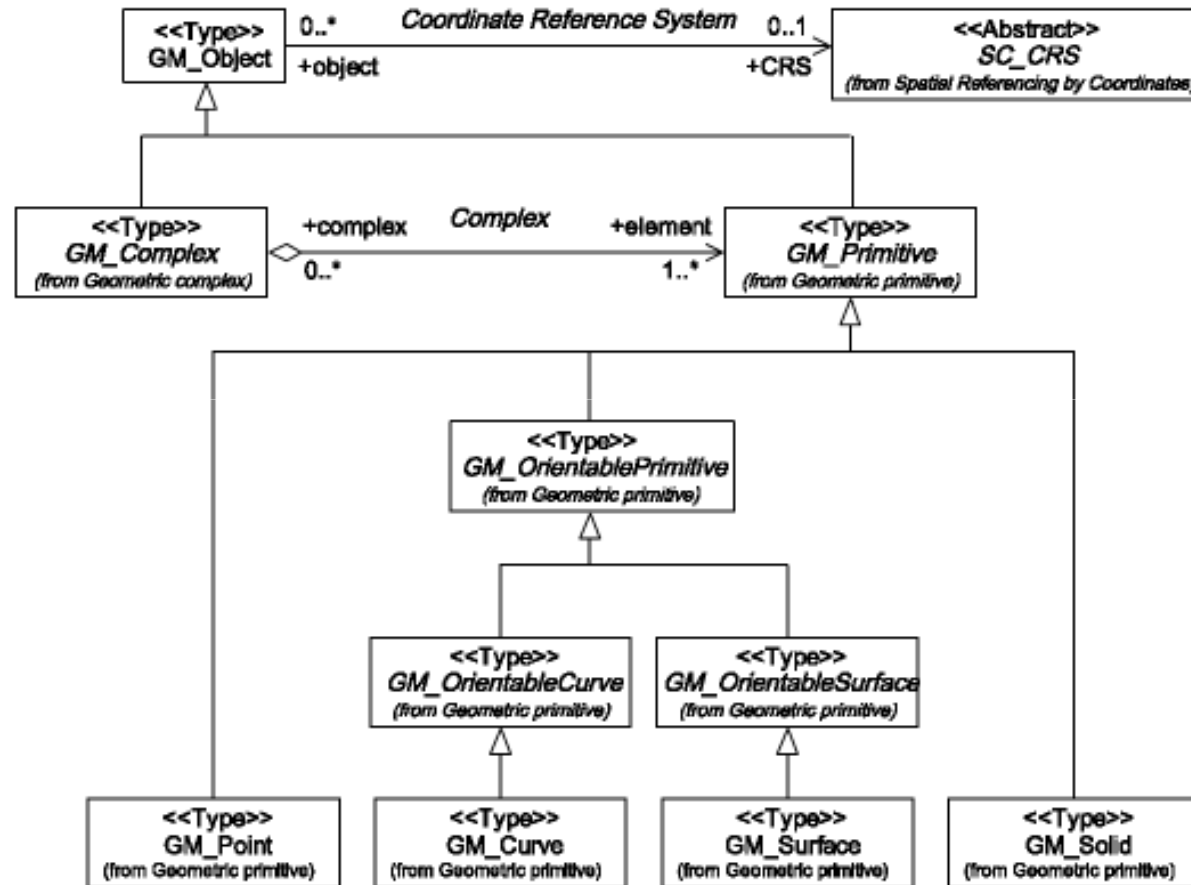 <<Type>>
GM_Object
0..*
Coordinate Reference System
0..1
+object
+CRS
<<Abstract>>
SC_CRS
(from Spatial Referencing by Coordinates)
<<Type>>
GM_Complex
(from Geometric complex)
+complex
Complex
+element
0..*
1..*
<<Type>>
GM_Primitive
(from Geometric primitive)
<<Type>>
GM_OrientablePrimitive
(from Geometric primitive)
<<Type>>
GM_OrientableCurve
(from Geometric primitive)
<<Type>>
GM_OrientableSurface
(from Geometric primitive)
<<Type>>
GM_Point
(from Geometric primitive)
<<Type>>
GM_Curve
(from Geometric primitive)
<<Type>>
GM_Surface
(from Geometric primitive)
<<Type>>
GM_Solid
(from Geometric primitive)